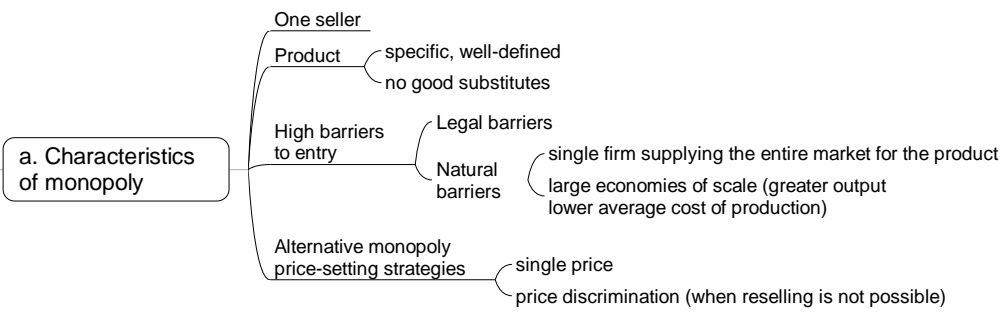 a. Characteristics
of monopoly
One seller
Product
specific, well-defined
no good substitutes
High barriers
to entry
Legal barriers
Natural
barriers
single firm supplying the entire market for the product
large economies of scale (greater output
lower average cost of production)
Alternative monopoly
price-setting strategies
single price
price discrimination (when reselling is not possible)